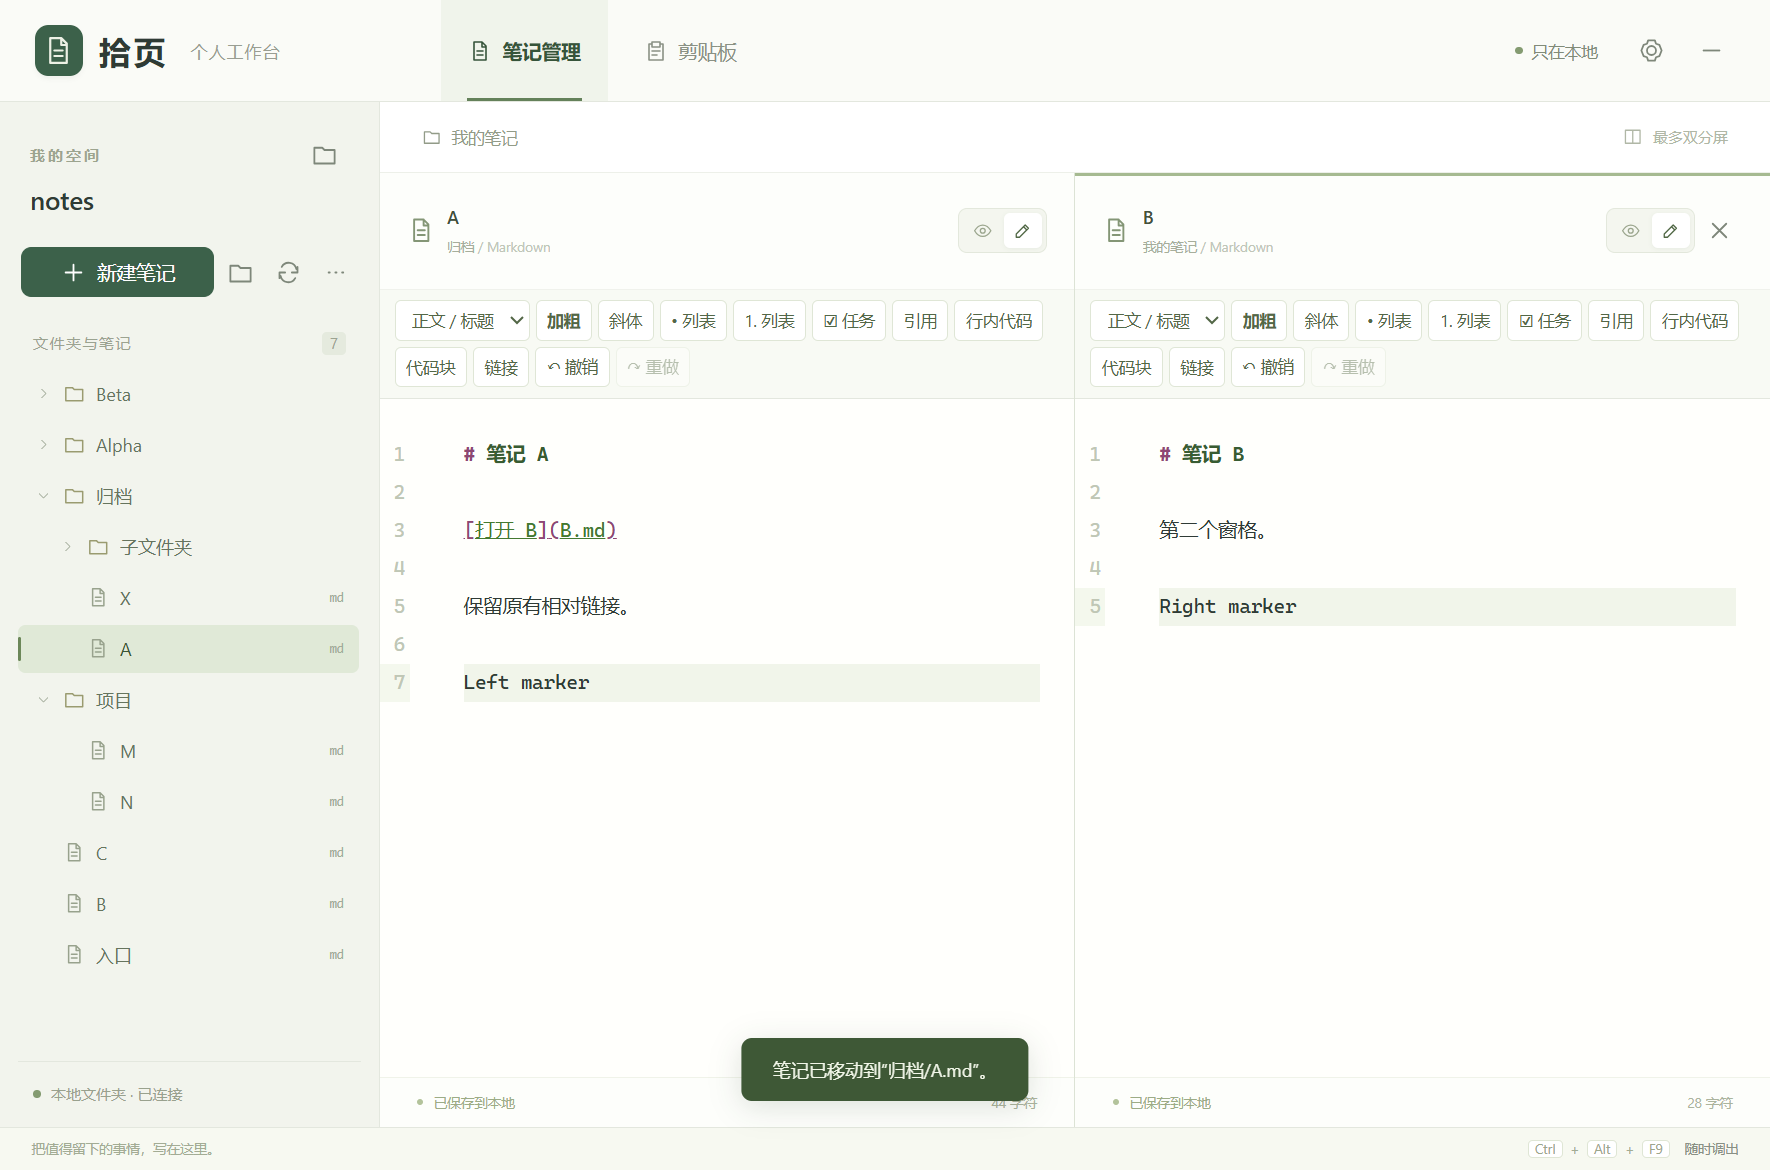 拾页 个人工作台 笔记管理 剪贴板 只在本地
我的空间
notes
新建笔记
文件夹与笔记 7
Beta
Alpha
归档
子文件夹
X md
A md
项目
M md
N md
C md
B md
入口 md
本地文件夹 · 已连接
我的笔记 最多双分屏
A
归档 / Markdown
正文 / 标题 加粗 斜体 • 列表 1. 列表 ☑ 任务 引用 行内代码
代码块 链接 ↶ 撤销 ↷ 重做
1 # 笔记 A
2
3 [打开 B](B.md)
4
5 保留原有相对链接。
6
7 Left marker
已保存到本地 44 字符
B
我的笔记 / Markdown
正文 / 标题 加粗 斜体 • 列表 1. 列表 ☑ 任务 引用 行内代码
代码块 链接 ↶ 撤销 ↷ 重做
1 # 笔记 B
2
3 第二个窗格。
4
5 Right marker
已保存到本地 28 字符
笔记已移动到“归档/A.md”。
把值得留下的事情，写在这里。 Ctrl + Alt + F9 随时调出